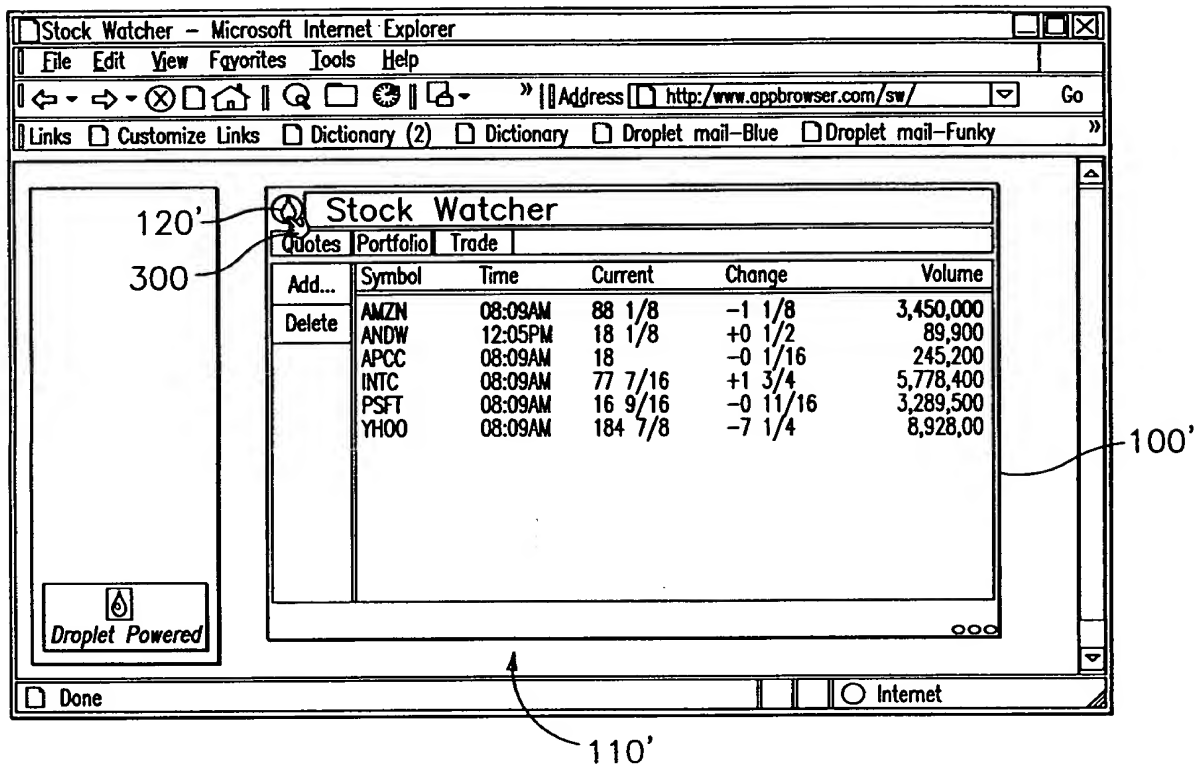 Stock Watcher – Microsoft Internet Explorer
File Edit View Favorites Tools Help
» Address http:/www.appbrowser.com/sw/ Go
Links Customize Links Dictionary (2) Dictionary Droplet mail–Blue Droplet mail–Funky »
120' Stock Watcher
300 Quotes Portfolio Trade
Add... Symbol Time Current Change Volume
Delete AMZN 08:09AM 88 1/8 –1 1/8 3,450,000
ANDW 12:05PM 18 1/8 +0 1/2 89,900
APCC 08:09AM 18 –0 1/16 245,200
INTC 08:09AM 77 7/16 +1 3/4 5,778,400
PSFT 08:09AM 16 9/16 –0 11/16 3,289,500
YHOO 08:09AM 184 7/8 –7 1/4 8,928,00
100'
Droplet Powered
Done Internet
110'